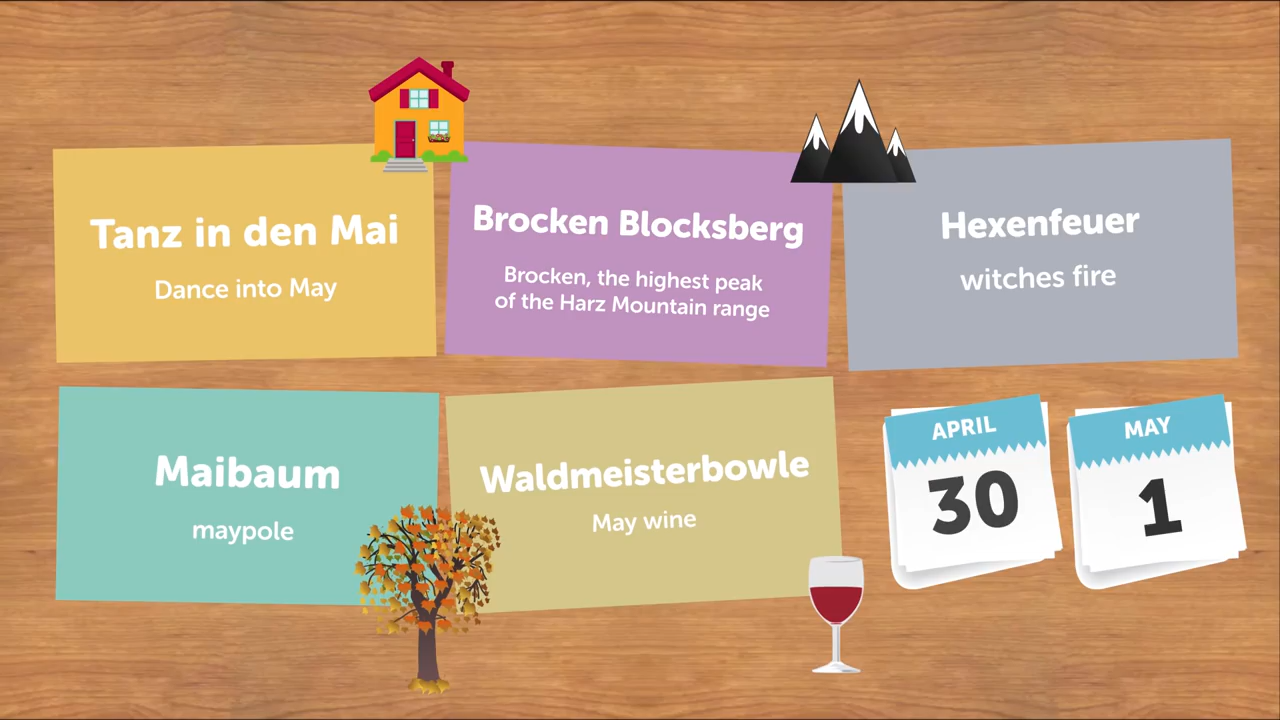 Tanz in den Mai
Dance into May
Brocken Blocksberg
Brocken, the highest peak
of the Harz Mountain range
Hexenfeuer
witches fire
Maibaum
maypole
Waldmeisterbowle
May wine
APRIL
30
MAY
1